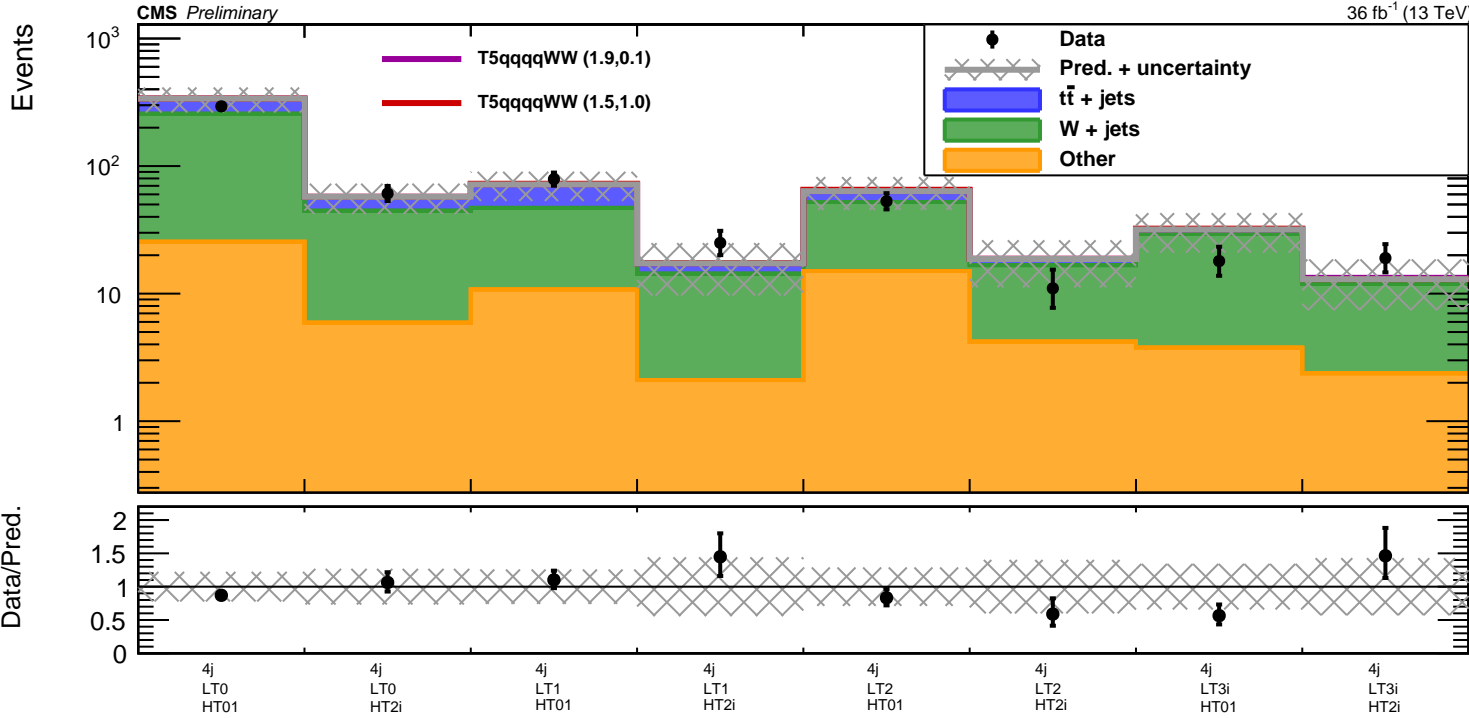 CMS Preliminary
36 fb⁻¹ (13 TeV)
Events
10³
10²
10
1
T5qqqqWW (1.9,0.1)
T5qqqqWW (1.5,1.0)
Data
Pred. + uncertainty
tt̄ + jets
W + jets
Other
Data/Pred.
2
1.5
1
0.5
0
4j
LT0
HT01
4j
LT0
HT2i
4j
LT1
HT01
4j
LT1
HT2i
4j
LT2
HT01
4j
LT2
HT2i
4j
LT3i
HT01
4j
LT3i
HT2i